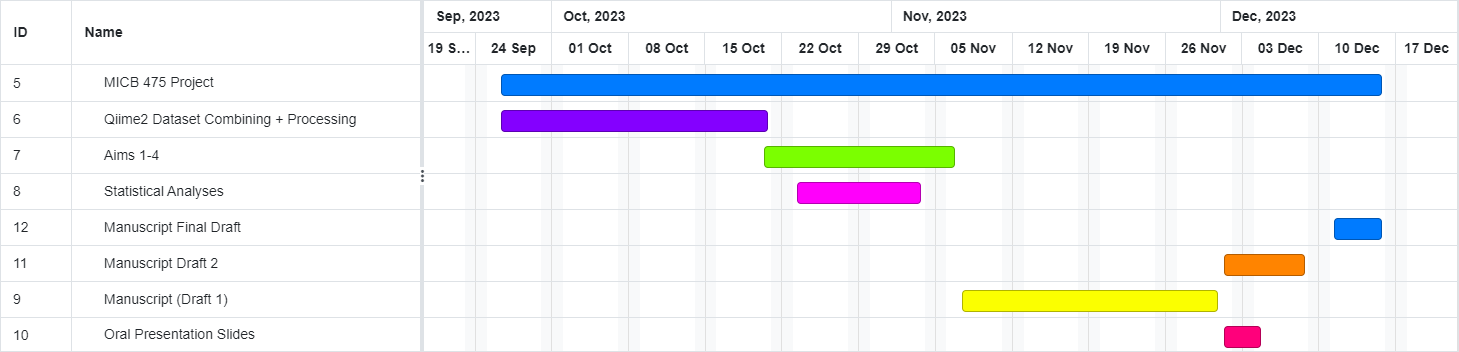 Sep, 2023 Oct, 2023 Nov, 2023 Dec, 2023
ID Name
19 S... 24 Sep 01 Oct 08 Oct 15 Oct 22 Oct 29 Oct 05 Nov 12 Nov 19 Nov 26 Nov 03 Dec 10 Dec 17 Dec
5 MICB 475 Project
6 Qiime2 Dataset Combining + Processing
7 Aims 1-4
8 Statistical Analyses
12 Manuscript Final Draft
11 Manuscript Draft 2
9 Manuscript (Draft 1)
10 Oral Presentation Slides